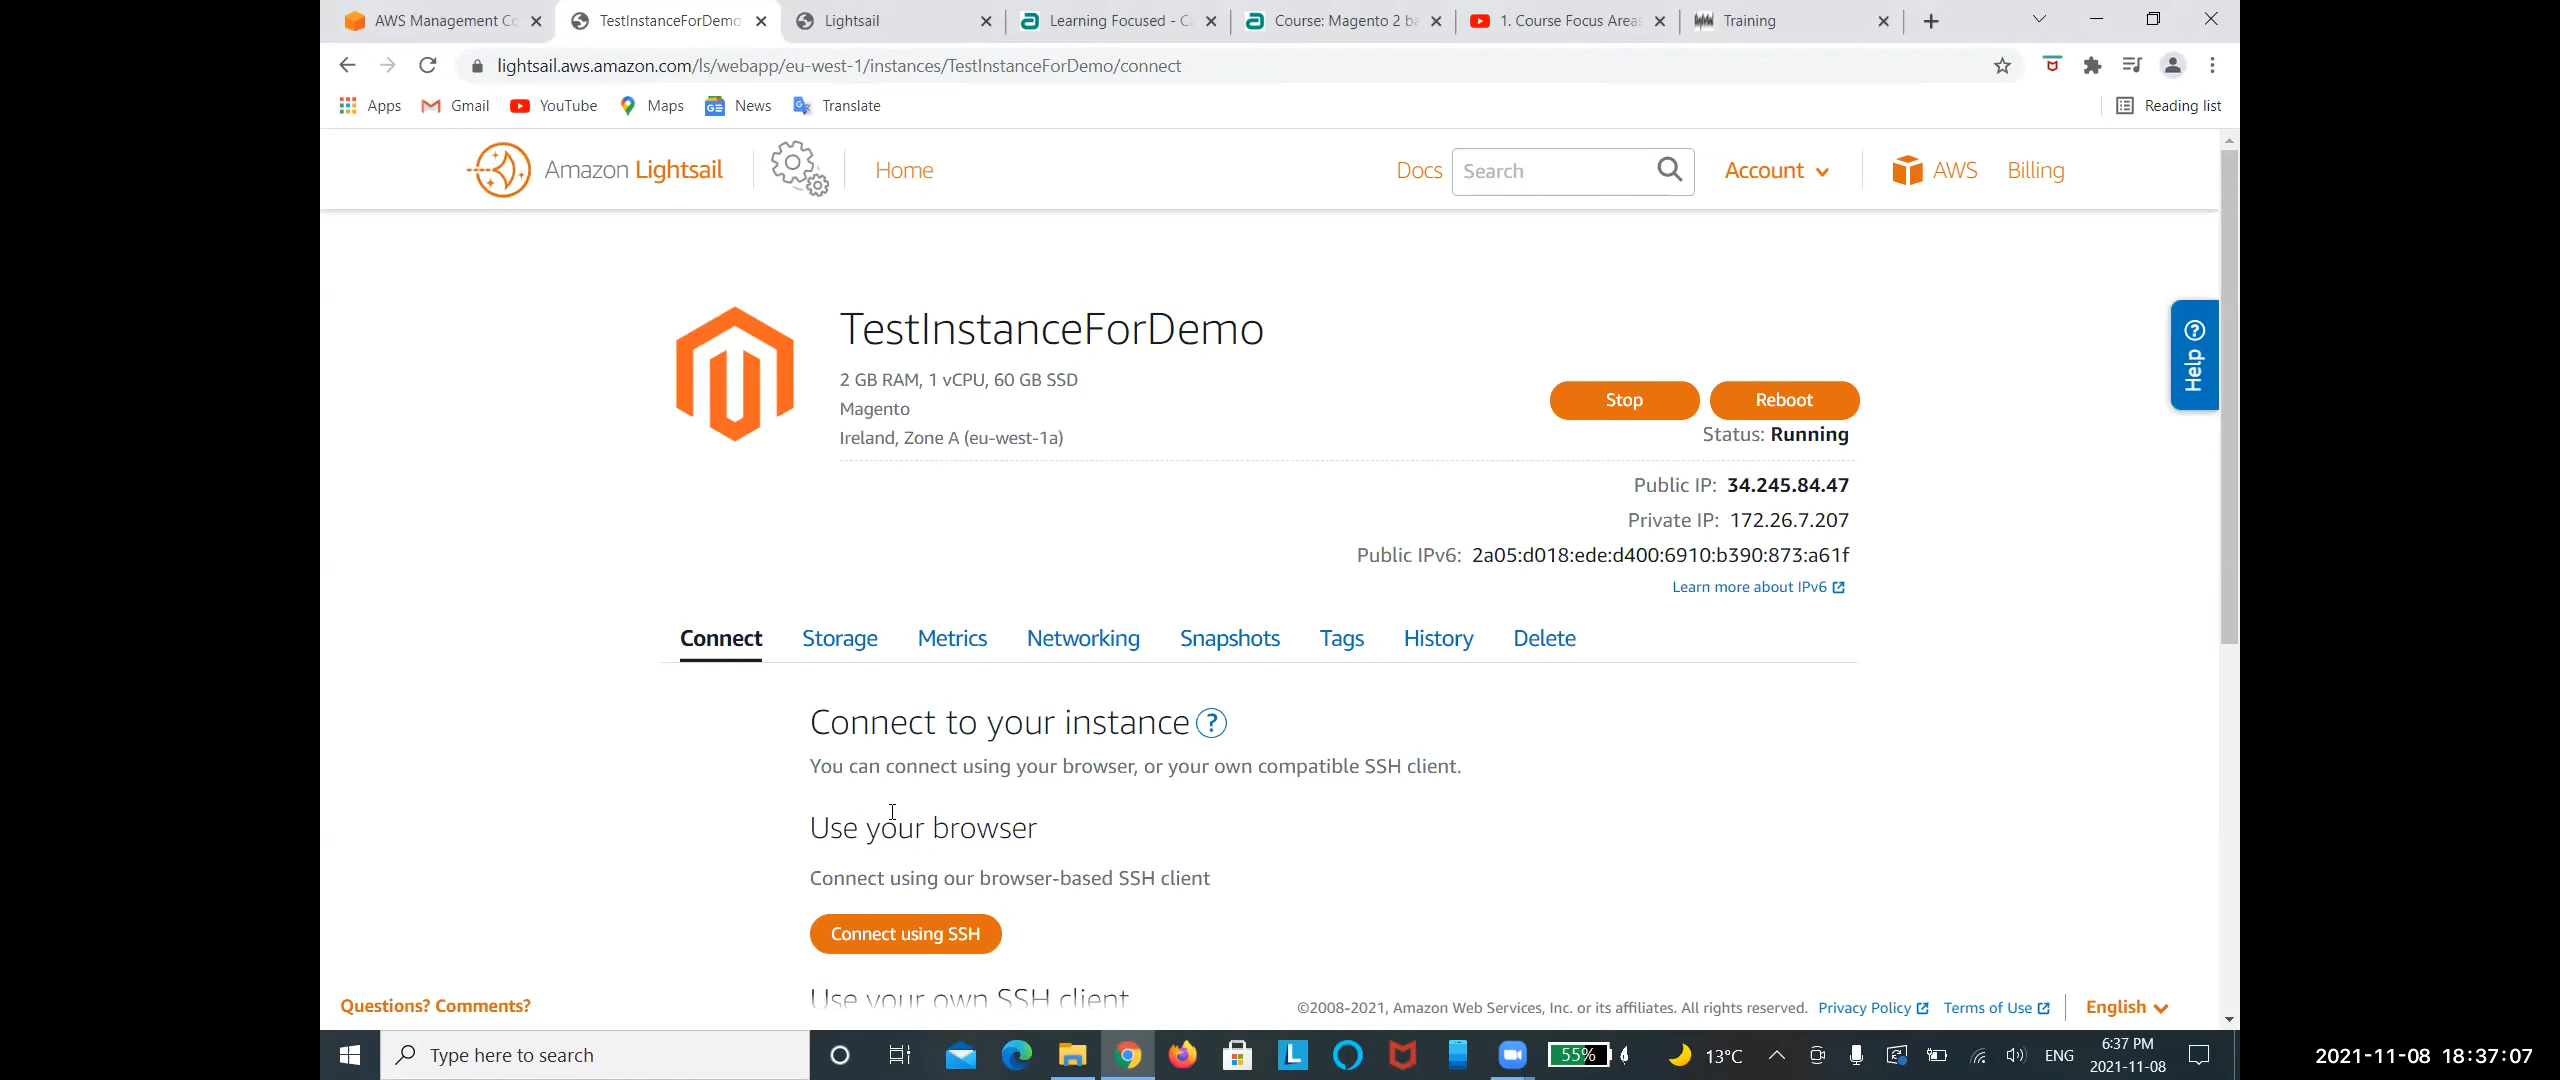 AWS Management Co
TestInstanceForDemo
Lightsail
Learning Focused - C
Course: Magento 2 ba
1. Course Focus Areas
Training
lightsail.aws.amazon.com/ls/webapp/eu-west-1/instances/TestInstanceForDemo/connect
Apps Gmail YouTube Maps News Translate Reading list
Amazon Lightsail Home Docs Search Account AWS Billing
TestInstanceForDemo
2 GB RAM, 1 vCPU, 60 GB SSD
Magento
Ireland, Zone A (eu-west-1a)
Stop Reboot
Status: Running
Public IP: 34.245.84.47
Private IP: 172.26.7.207
Public IPv6: 2a05:d018:ede:d400:6910:b390:873:a61f
Learn more about IPv6
Help ?
Connect Storage Metrics Networking Snapshots Tags History Delete
Connect to your instance ?
You can connect using your browser, or your own compatible SSH client.
Use your browser
Connect using our browser-based SSH client
Connect using SSH
Use your own SSH client
Questions? Comments?
©2008-2021, Amazon Web Services, Inc. or its affiliates. All rights reserved. Privacy Policy Terms of Use English
Type here to search
L
55%
13°C
ENG
6:37 PM
2021-11-08
2021-11-08 18:37:07